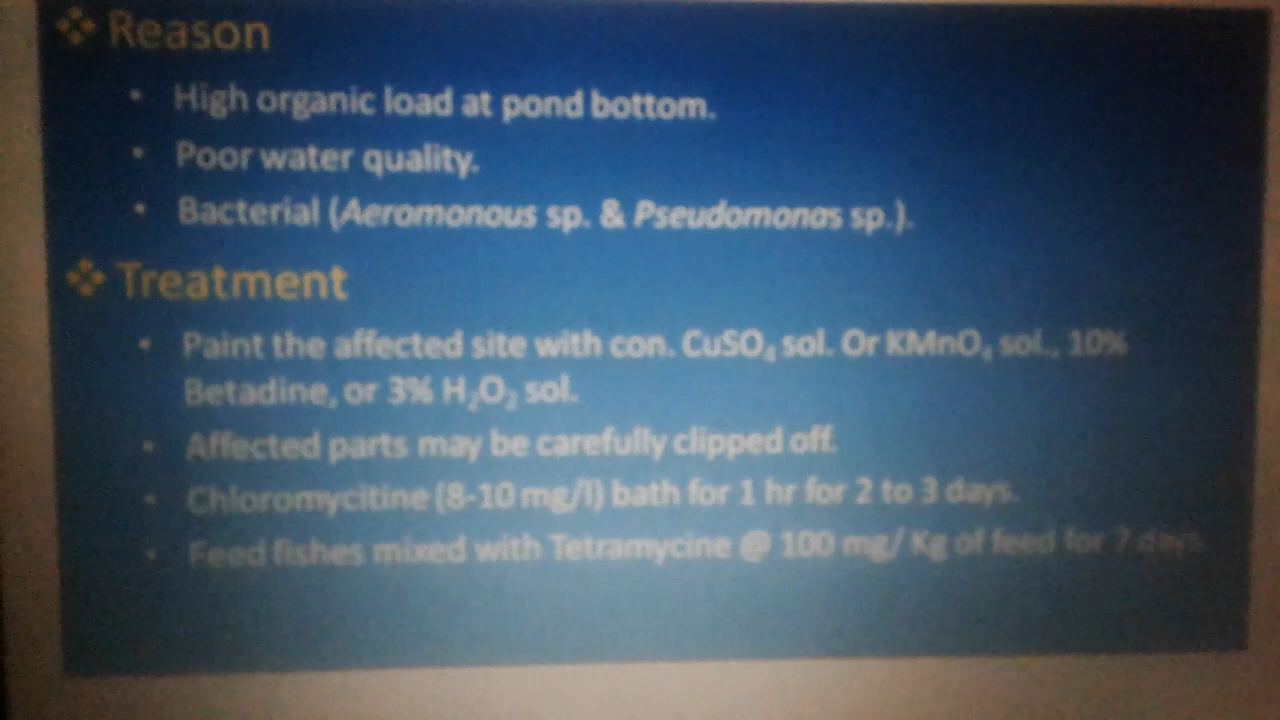 ❖ Reason
• High organic load at pond bottom.
• Poor water quality.
• Bacterial (Aeromonous sp. & Pseudomonas sp.).
❖ Treatment
• Paint the affected site with con. CuSO₄ sol. Or KMnO₄ sol., 10%
Betadine, or 3% H₂O₂ sol.
• Affected parts may be carefully clipped off.
• Chloromycitine (8-10 mg/l) bath for 1 hr for 2 to 3 days.
• Feed fishes mixed with Tetramycine @ 100 mg/ Kg of feed for 7 days